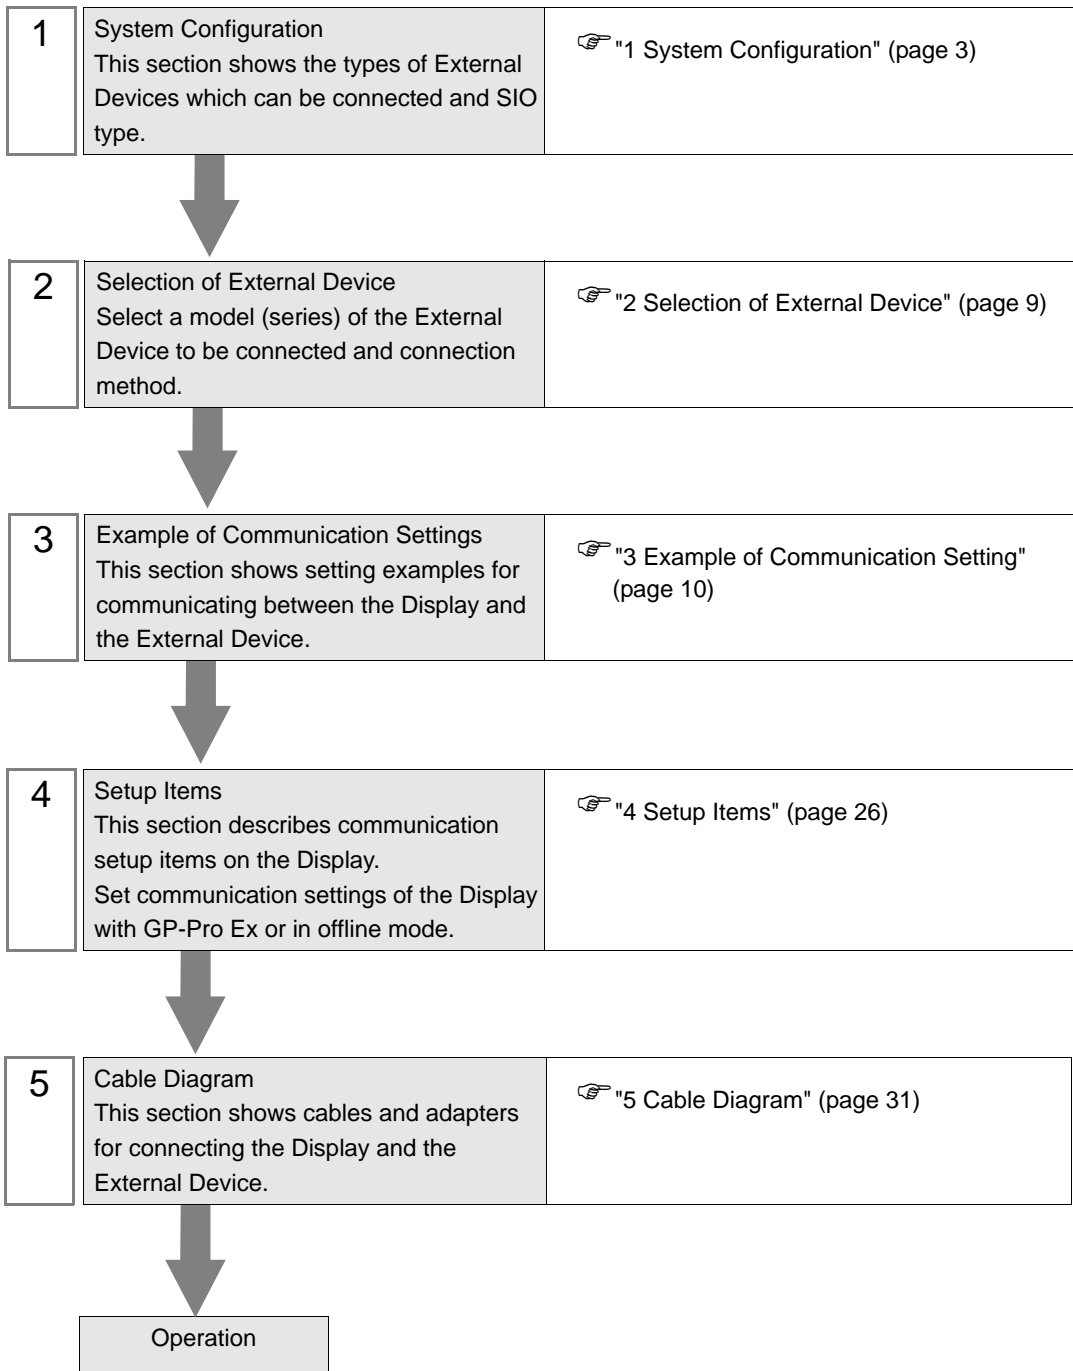 1
System Configuration
This section shows the types of External
Devices which can be connected and SIO
type.
"1 System Configuration" (page 3)
2
Selection of External Device
Select a model (series) of the External
Device to be connected and connection
method.
"2 Selection of External Device" (page 9)
3
Example of Communication Settings
This section shows setting examples for
communicating between the Display and
the External Device.
"3 Example of Communication Setting"
(page 10)
4
Setup Items
This section describes communication
setup items on the Display.
Set communication settings of the Display
with GP-Pro Ex or in offline mode.
"4 Setup Items" (page 26)
5
Cable Diagram
This section shows cables and adapters
for connecting the Display and the
External Device.
"5 Cable Diagram" (page 31)
Operation